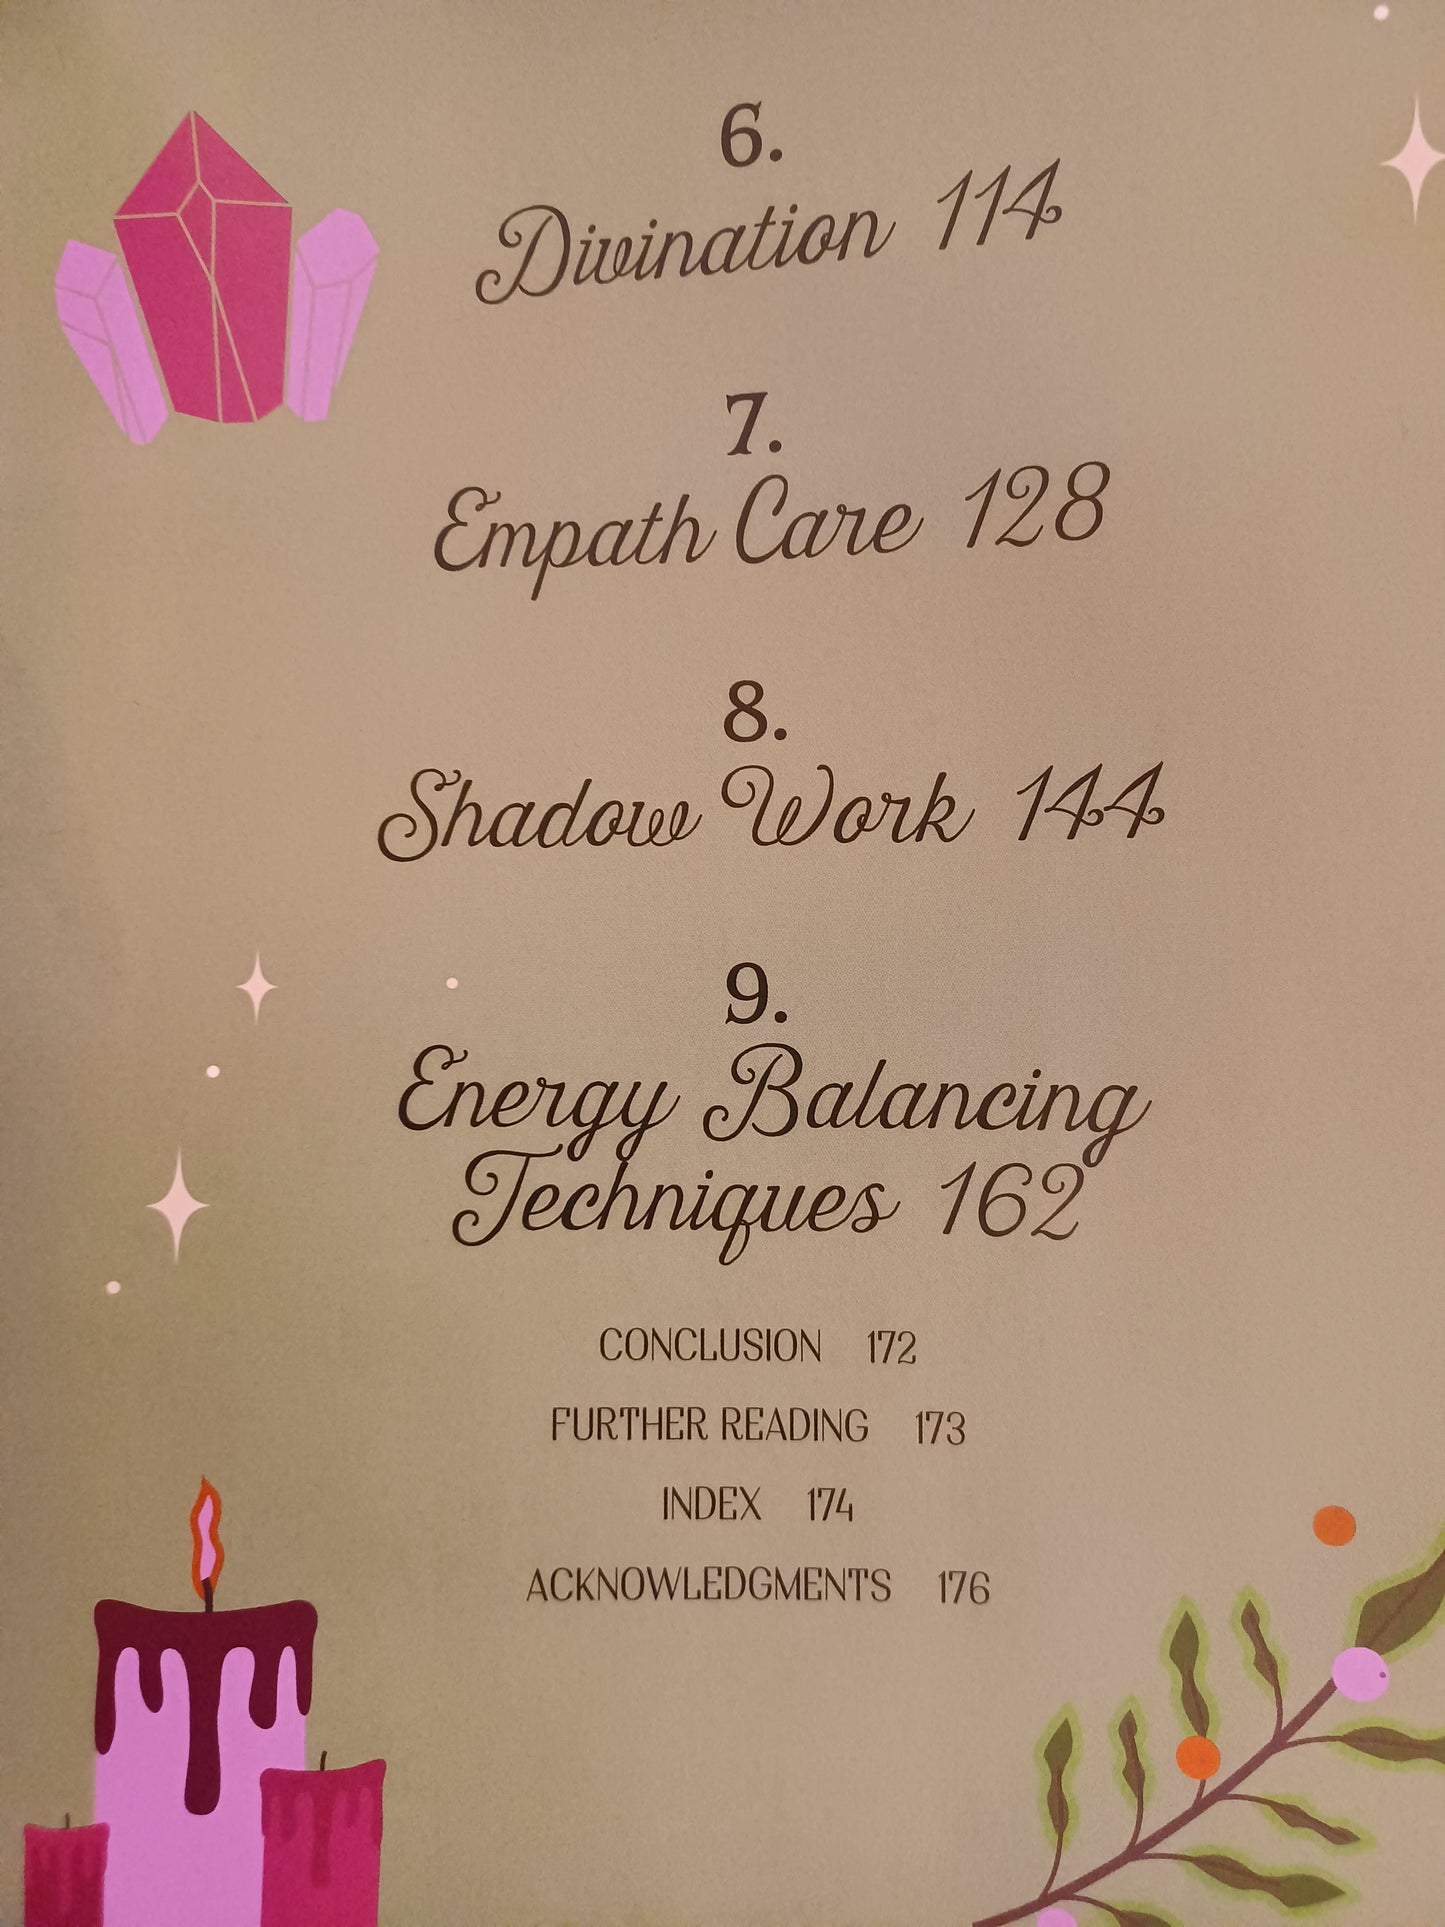 6.
Divination 114
7.
Empath Care 128
8.
Shadow Work 144
9.
Energy Balancing
Techniques 162
CONCLUSION 172
FURTHER READING 173
INDEX 174
ACKNOWLEDGMENTS 176